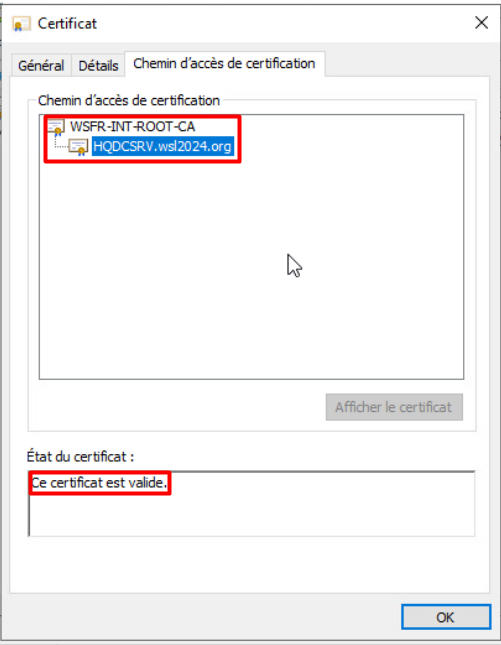 Certificat
Général Détails Chemin d'accès de certification
Chemin d'accès de certification
WSFR-INT-ROOT-CA
HQDCSRV.wsl2024.org
Afficher le certificat
État du certificat :
Ce certificat est valide.
OK